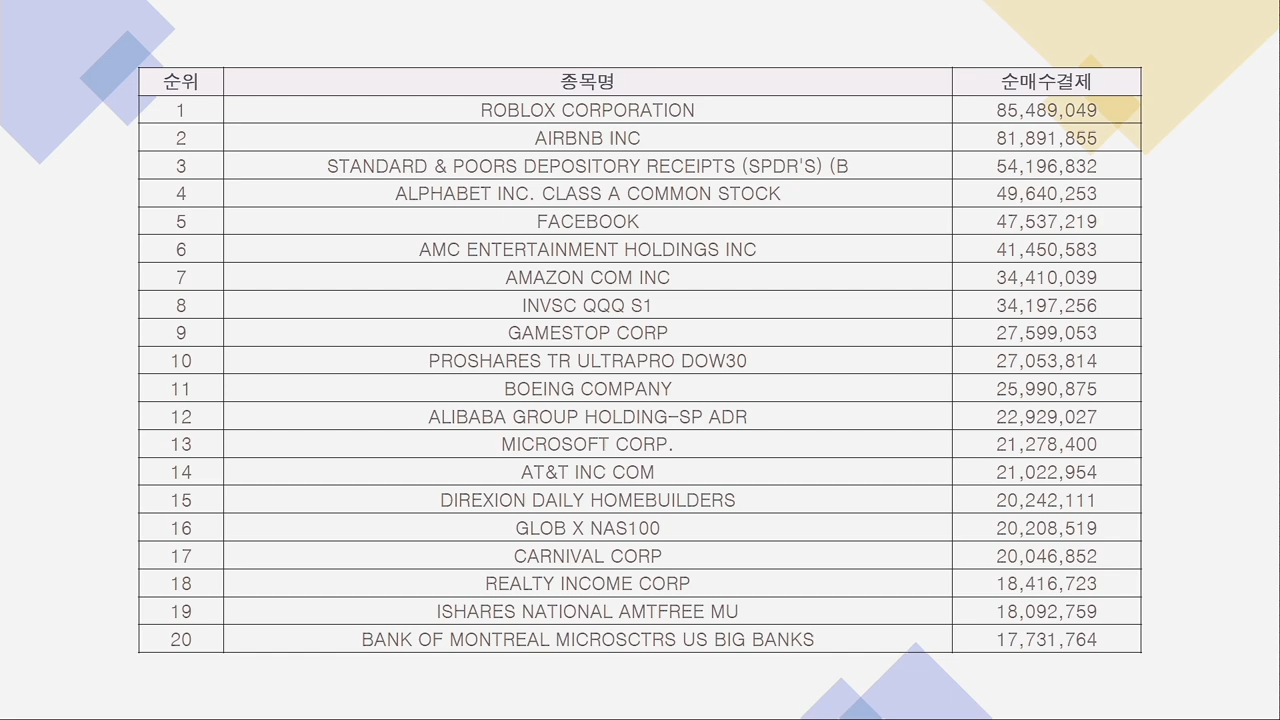 순위 종목명 순매수결제
1 ROBLOX CORPORATION 85,489,049
2 AIRBNB INC 81,891,855
3 STANDARD & POORS DEPOSITORY RECEIPTS (SPDR'S) (B 54,196,832
4 ALPHABET INC. CLASS A COMMON STOCK 49,640,253
5 FACEBOOK 47,537,219
6 AMC ENTERTAINMENT HOLDINGS INC 41,450,583
7 AMAZON COM INC 34,410,039
8 INVSC QQQ S1 34,197,256
9 GAMESTOP CORP 27,599,053
10 PROSHARES TR ULTRAPRO DOW30 27,053,814
11 BOEING COMPANY 25,990,875
12 ALIBABA GROUP HOLDING-SP ADR 22,929,027
13 MICROSOFT CORP. 21,278,400
14 AT&T INC COM 21,022,954
15 DIREXION DAILY HOMEBUILDERS 20,242,111
16 GLOB X NAS100 20,208,519
17 CARNIVAL CORP 20,046,852
18 REALTY INCOME CORP 18,416,723
19 ISHARES NATIONAL AMTFREE MU 18,092,759
20 BANK OF MONTREAL MICROSCTRS US BIG BANKS 17,731,764